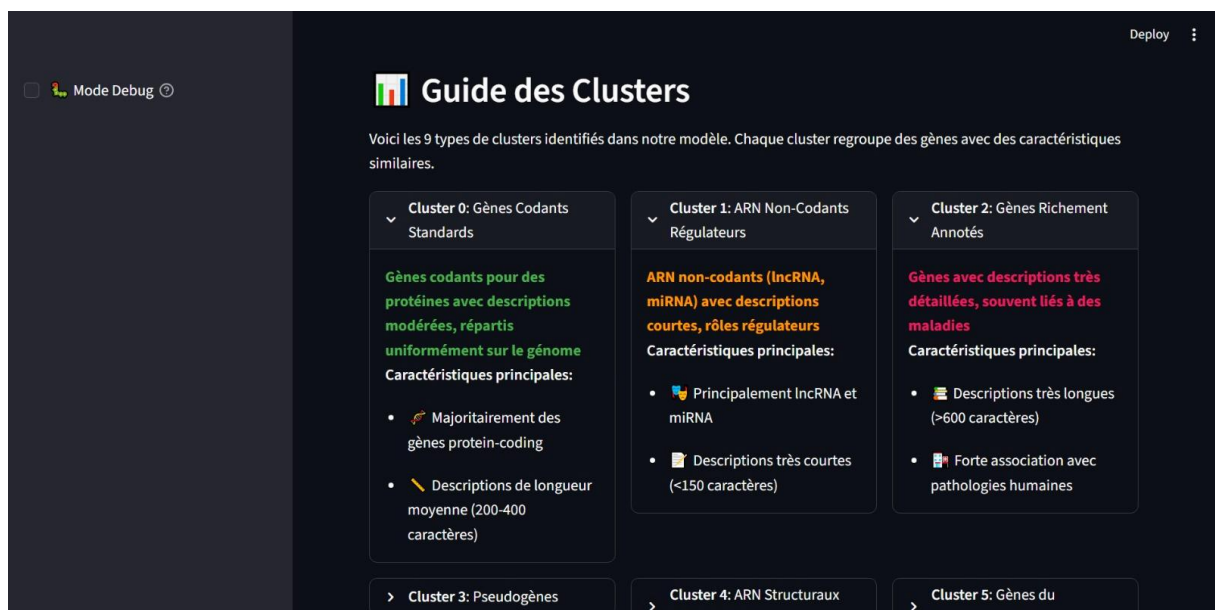 Deploy
Mode Debug
Guide des Clusters
Voici les 9 types de clusters identifiés dans notre modèle. Chaque cluster regroupe des gènes avec des caractéristiques
similaires.
Cluster 0: Gènes Codants
Standards
Gènes codants pour des
protéines avec descriptions
modérées, répartis
uniformément sur le génome
Caractéristiques principales:
Majoritairement des
gènes protein-coding
Descriptions de longueur
moyenne (200-400
caractères)
Cluster 1: ARN Non-Codants
Régulateurs
ARN non-codants (lncRNA,
miRNA) avec descriptions
courtes, rôles régulateurs
Caractéristiques principales:
Principalement lncRNA et
miRNA
Descriptions très courtes
(<150 caractères)
Cluster 2: Gènes Richement
Annotés
Gènes avec descriptions très
détaillées, souvent liés à des
maladies
Caractéristiques principales:
Descriptions très longues
(>600 caractères)
Forte association avec
pathologies humaines
Cluster 3: Pseudogènes
Cluster 4: ARN Structuraux
Cluster 5: Gènes du